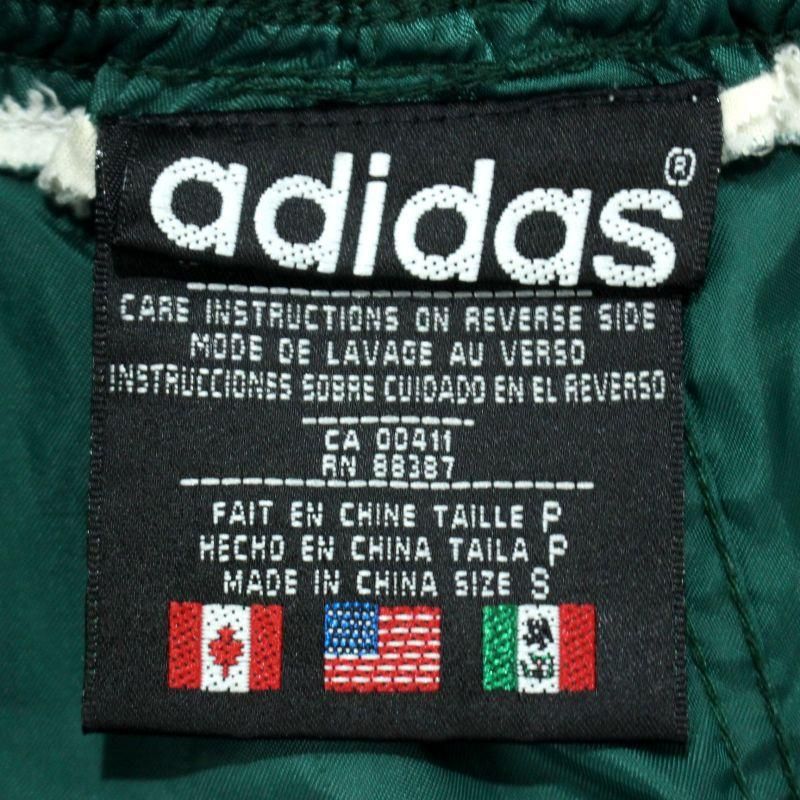 adidas®
CARE INSTRUCTIONS ON REVERSE SIDE
MODE DE LAVAGE AU VERSO
INSTRUCCIONES SOBRE CUIDADO EN EL REVERSO
CA 00411
RN 88387
FAIT EN CHINE TAILLE P
HECHO EN CHINA TAILA P
MADE IN CHINA SIZE S